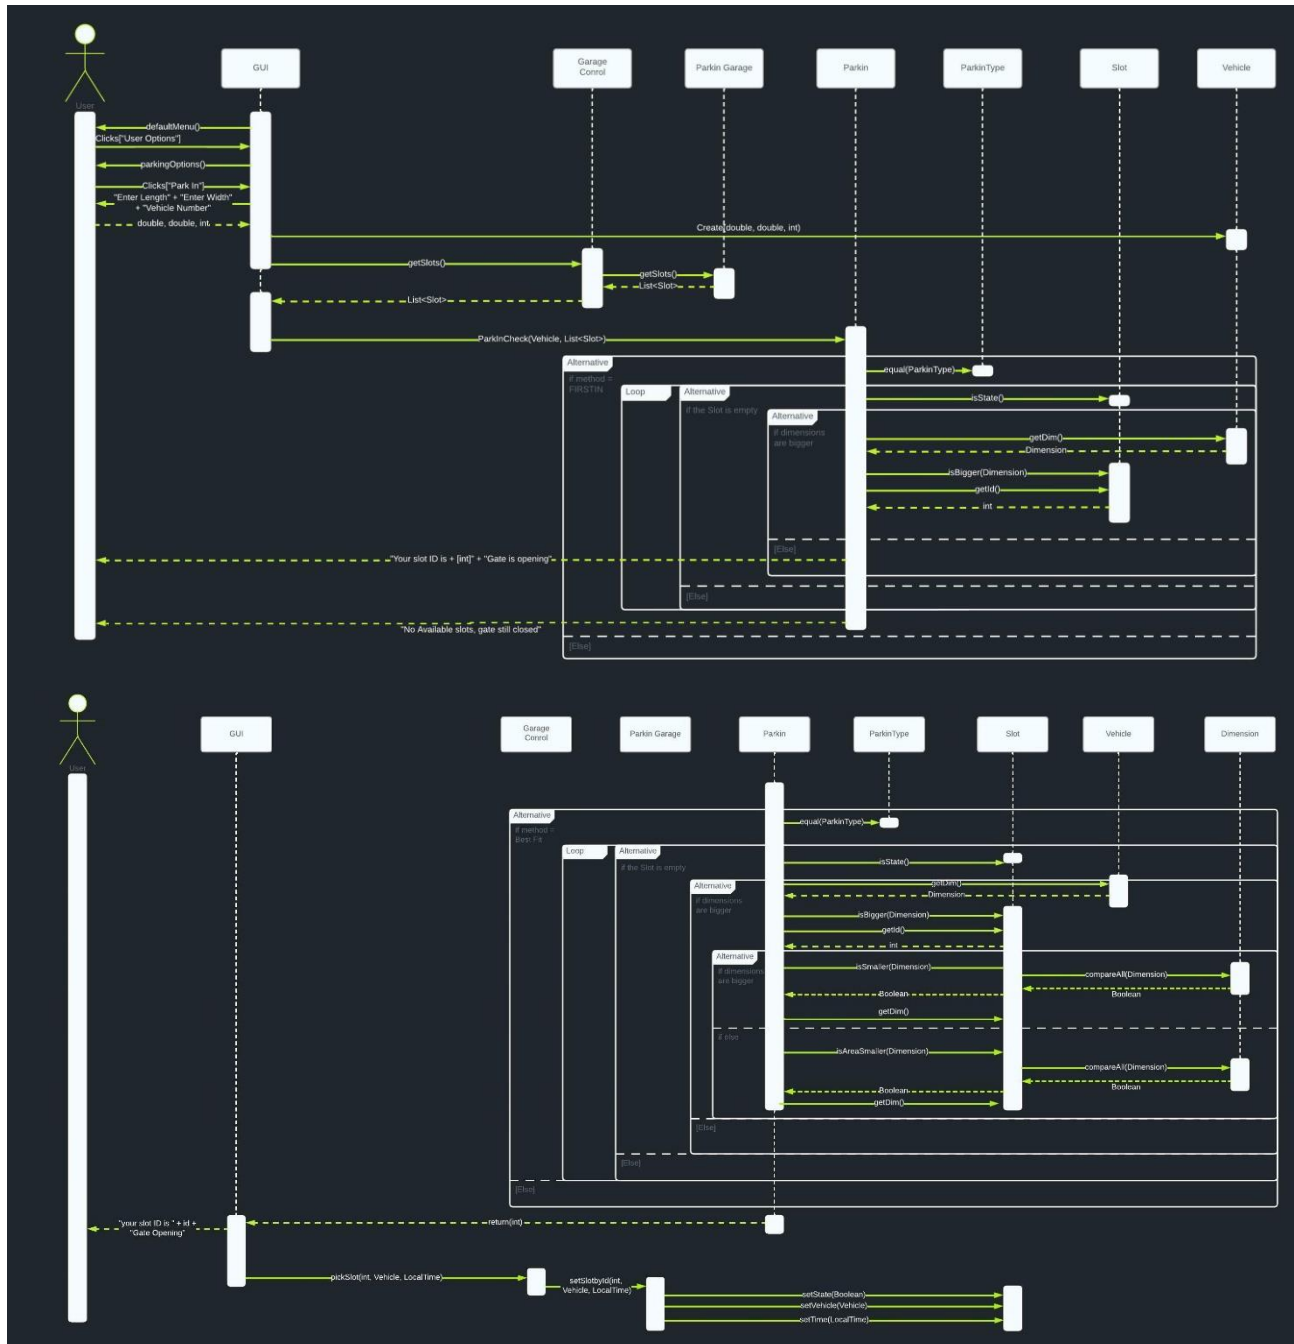 GUI
Garage
Conrol
Parkin Garage
Parkin
ParkinType
Slot
Vehicle
User
defaultMenu()
Clicks["User Options"]
parkingOptions()
Clicks["Park In"]
"Enter Length" + "Enter Width"
+ "Vehicle Number"
double, double, int
Create(double, double, int)
getSlots()
getSlots()
List<Slot>
List<Slot>
ParkInCheck(Vehicle, List<Slot>)
Alternative
if method =
FIRSTIN
equal(ParkinType)
Loop
Alternative
if the Slot is empty
isState()
Alternative
if dimensions
are bigger
getDim()
Dimension
isBigger(Dimension)
getId()
int
[Else]
"Your slot ID is + [int]" + "Gate is opening"
[Else]
"No Available slots, gate still closed"
[Else]
User
GUI
Garage
Conrol
Parkin Garage
Parkin
ParkinType
Slot
Vehicle
Dimension
Alternative
if method =
Best Fit
equal(ParkinType)
Loop
Alternative
if the Slot is empty
isState()
Alternative
if dimensions
are bigger
getDim()
Dimension
isBigger(Dimension)
getId()
int
Alternative
if dimensions
are bigger
isSmaller(Dimension)
compareAll(Dimension)
Boolean
Boolean
getDim()
if else
isAreaSmaller(Dimension)
compareAll(Dimension)
Boolean
Boolean
getDim()
[Else]
[Else]
[Else]
"your slot ID is " + id +
"Gate Opening"
return(int)
pickSlot(int, Vehicle, LocalTime)
setSlotbyId(int,
Vehicle, LocalTime)
setState(Boolean)
setVehicle(Vehicle)
setTime(LocalTime)